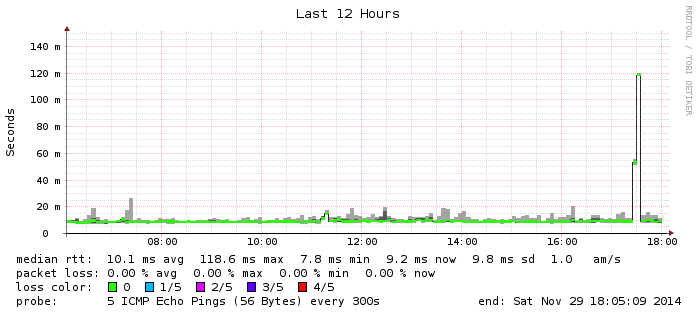 Last 12 Hours
RRDTOOL / TOBI OETIKER
Seconds
140 m
120 m
100 m
80 m
60 m
40 m
20 m
0
08:00 10:00 12:00 14:00 16:00 18:00
median rtt: 10.1 ms avg 118.6 ms max 7.8 ms min 9.2 ms now 9.8 ms sd 1.0 am/s
packet loss: 0.00 % avg 0.00 % max 0.00 % min 0.00 % now
loss color: 0 1/5 2/5 3/5 4/5
probe: 5 ICMP Echo Pings (56 Bytes) every 300s end: Sat Nov 29 18:05:09 2014